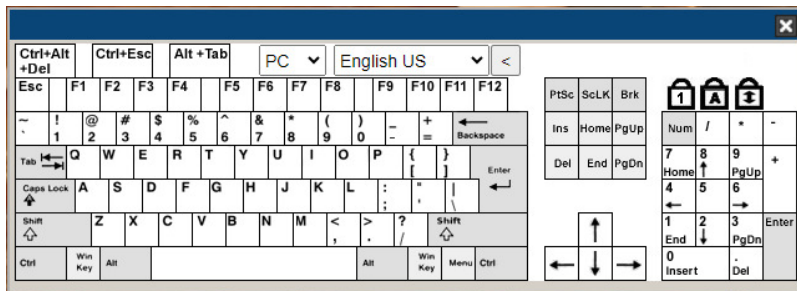 Ctrl+Alt
+Del
Ctrl+Esc
Alt +Tab
PC
English US
<
Esc F1 F2 F3 F4 F5 F6 F7 F8 F9 F10 F11 F12
~ ! @ # $ % ^ & * ( ) _ +
` 1 2 3 4 5 6 7 8 9 0 - = Backspace
Tab Q W E R T Y U I O P { }
[ ] Enter
Caps Lock A S D F G H J K L : " |
; ' \
Shift Z X C V B N M < > ? Shift
, . /
Ctrl Win Key Alt Alt Win Key Menu Ctrl
PtSc ScLK Brk
Ins Home PgUp
Del End PgDn
1 A
Num / * -
7 8 9 +
Home PgUp
4 5 6
1 2 3 Enter
End PgDn
0 .
Insert Del